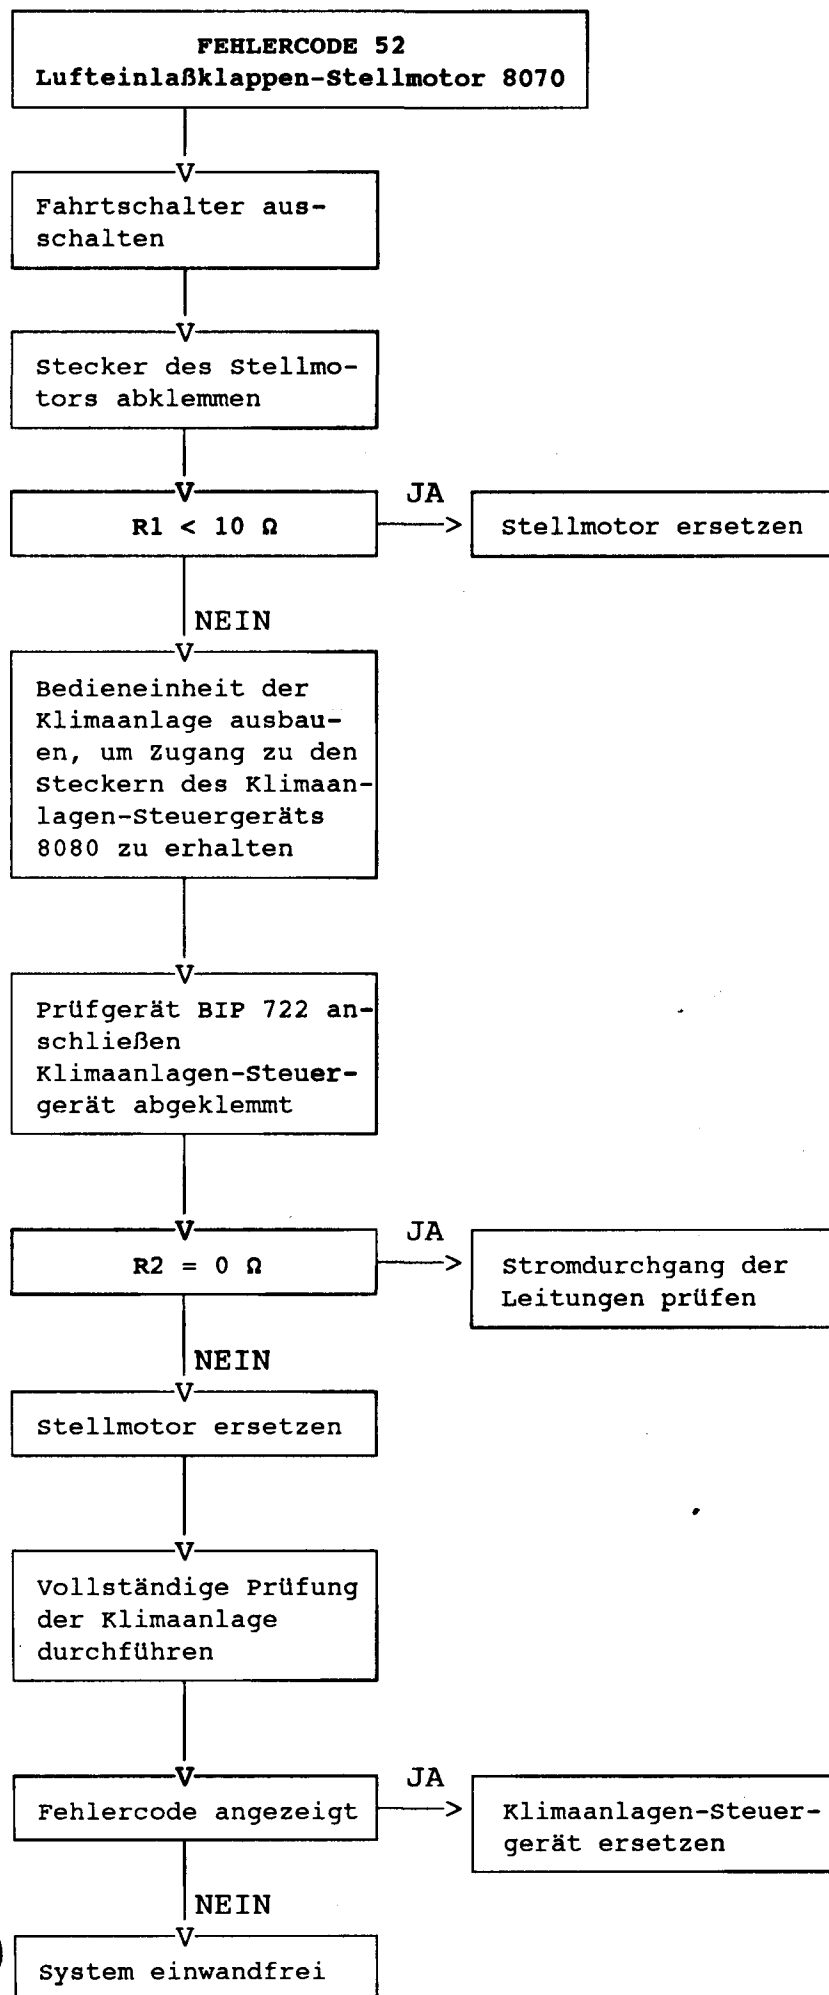 FEHLERCODE 52
Lufteinlaßklappen-Stellmotor 8070
V
Fahrtschalter aus-
schalten
V
Stecker des Stellmo-
tors abklemmen
V
R1 < 10 Ω
JA
>
Stellmotor ersetzen
NEIN
V
Bedieneinheit der
Klimaanlage ausbau-
en, um Zugang zu den
Steckern des Klimaan-
lagen-Steuergeräts
8080 zu erhalten
V
Prüfgerät BIP 722 an-
schließen
Klimaanlagen-Steuer-
gerät abgeklemmt
V
R2 = 0 Ω
JA
>
Stromdurchgang der
Leitungen prüfen
NEIN
V
Stellmotor ersetzen
V
Vollständige Prüfung
der Klimaanlage
durchführen
V
Fehlercode angezeigt
JA
>
Klimaanlagen-Steuer-
gerät ersetzen
NEIN
V
System einwandfrei